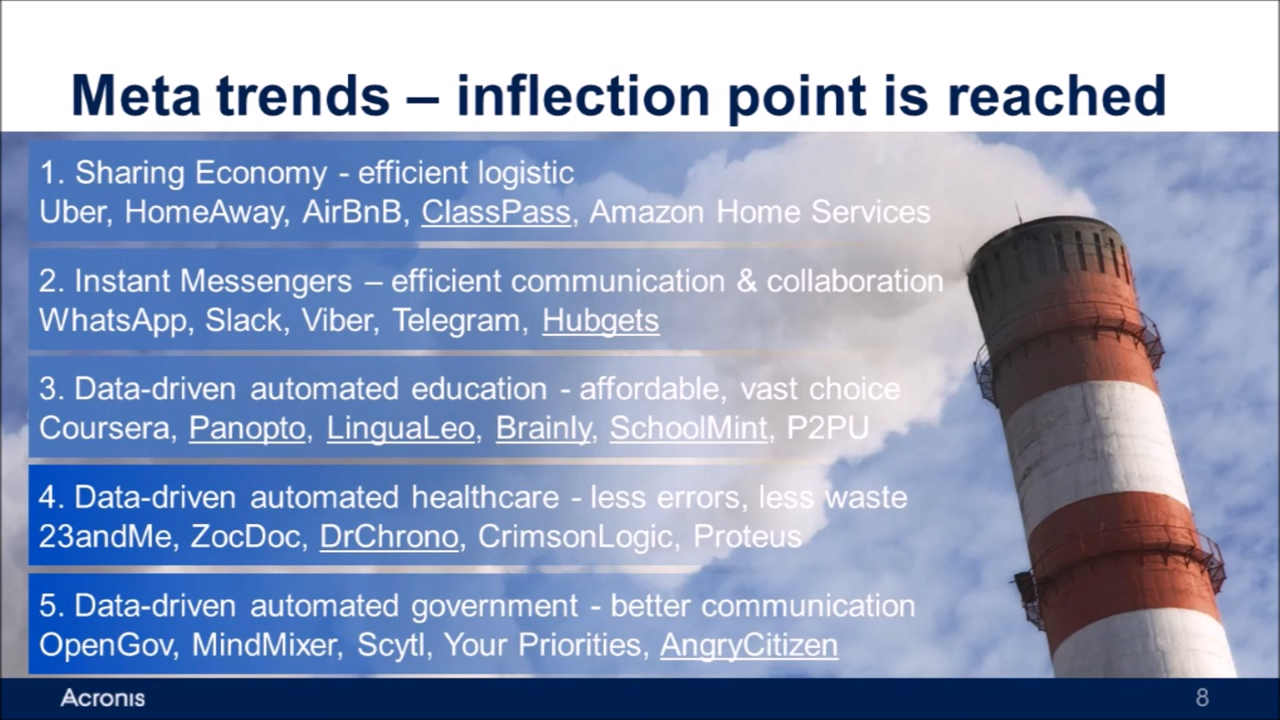 Meta trends – inflection point is reached
1. Sharing Economy - efficient logistic
Uber, HomeAway, AirBnB, ClassPass, Amazon Home Services
2. Instant Messengers – efficient communication & collaboration
WhatsApp, Slack, Viber, Telegram, Hubgets
3. Data-driven automated education - affordable, vast choice
Coursera, Panopto, LinguaLeo, Brainly, SchoolMint, P2PU
4. Data-driven automated healthcare - less errors, less waste
23andMe, ZocDoc, DrChrono, CrimsonLogic, Proteus
5. Data-driven automated government - better communication
OpenGov, MindMixer, Scytl, Your Priorities, AngryCitizen
Acronis
8